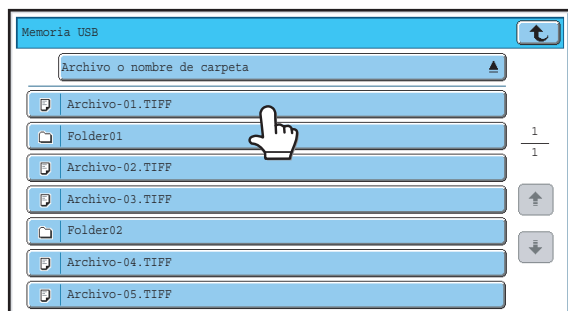 Memoria USB
Archivo o nombre de carpeta
Archivo-01.TIFF
Folder01
1
1
Archivo-02.TIFF
Archivo-03.TIFF
Folder02
Archivo-04.TIFF
Archivo-05.TIFF